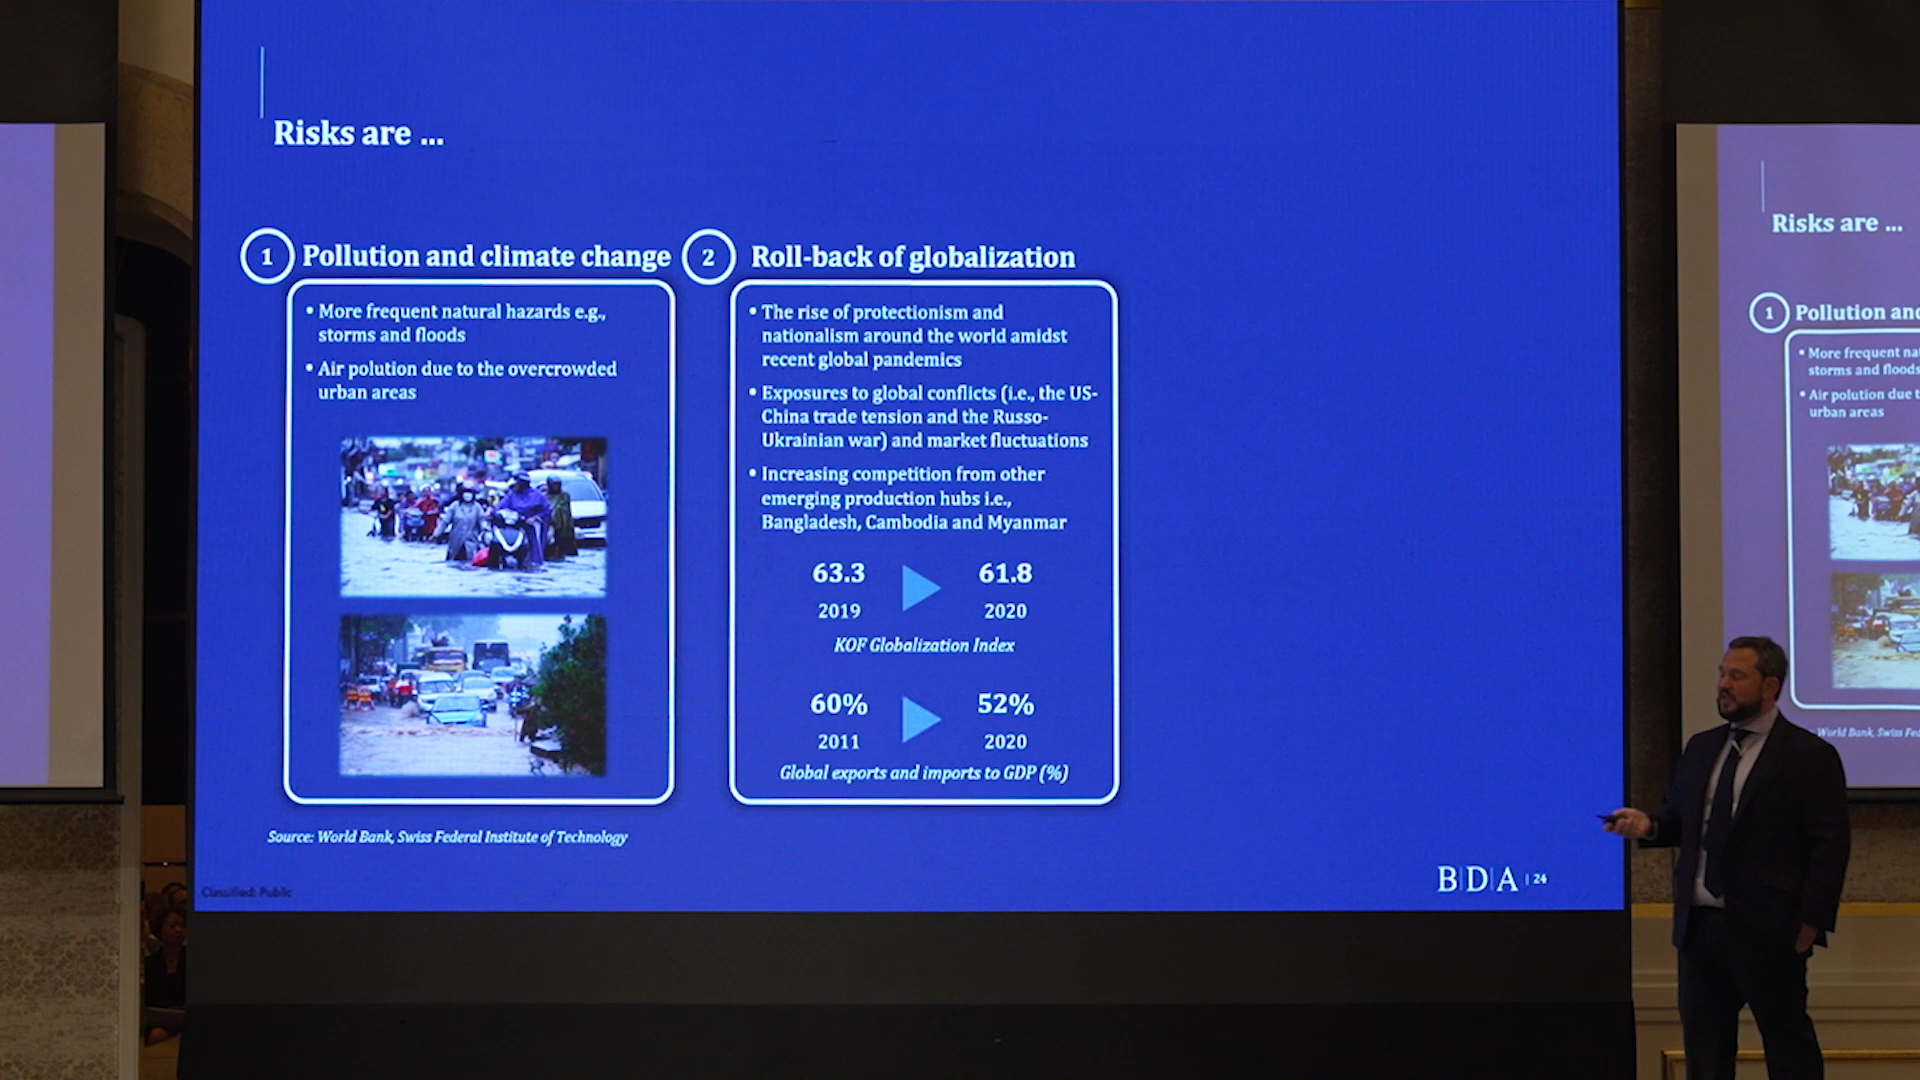 Risks are ...
1 Pollution and climate change
• More frequent natural hazards e.g.,
storms and floods
• Air polution due to the overcrowded
urban areas
2 Roll-back of globalization
• The rise of protectionism and
nationalism around the world amidst
recent global pandemics
• Exposures to global conflicts (i.e., the US-
China trade tension and the Russo-
Ukrainian war) and market fluctuations
• Increasing competition from other
emerging production hubs i.e.,
Bangladesh, Cambodia and Myanmar
63.3 61.8
2019 2020
KOF Globalization Index
60% 52%
2011 2020
Global exports and imports to GDP (%)
Source: World Bank, Swiss Federal Institute of Technology
Classified: Public
B|D|A | 24
Risks are ...
1 Pollution and
• More frequent
storms and floods
• Air polution due
urban areas
World Bank, Swiss